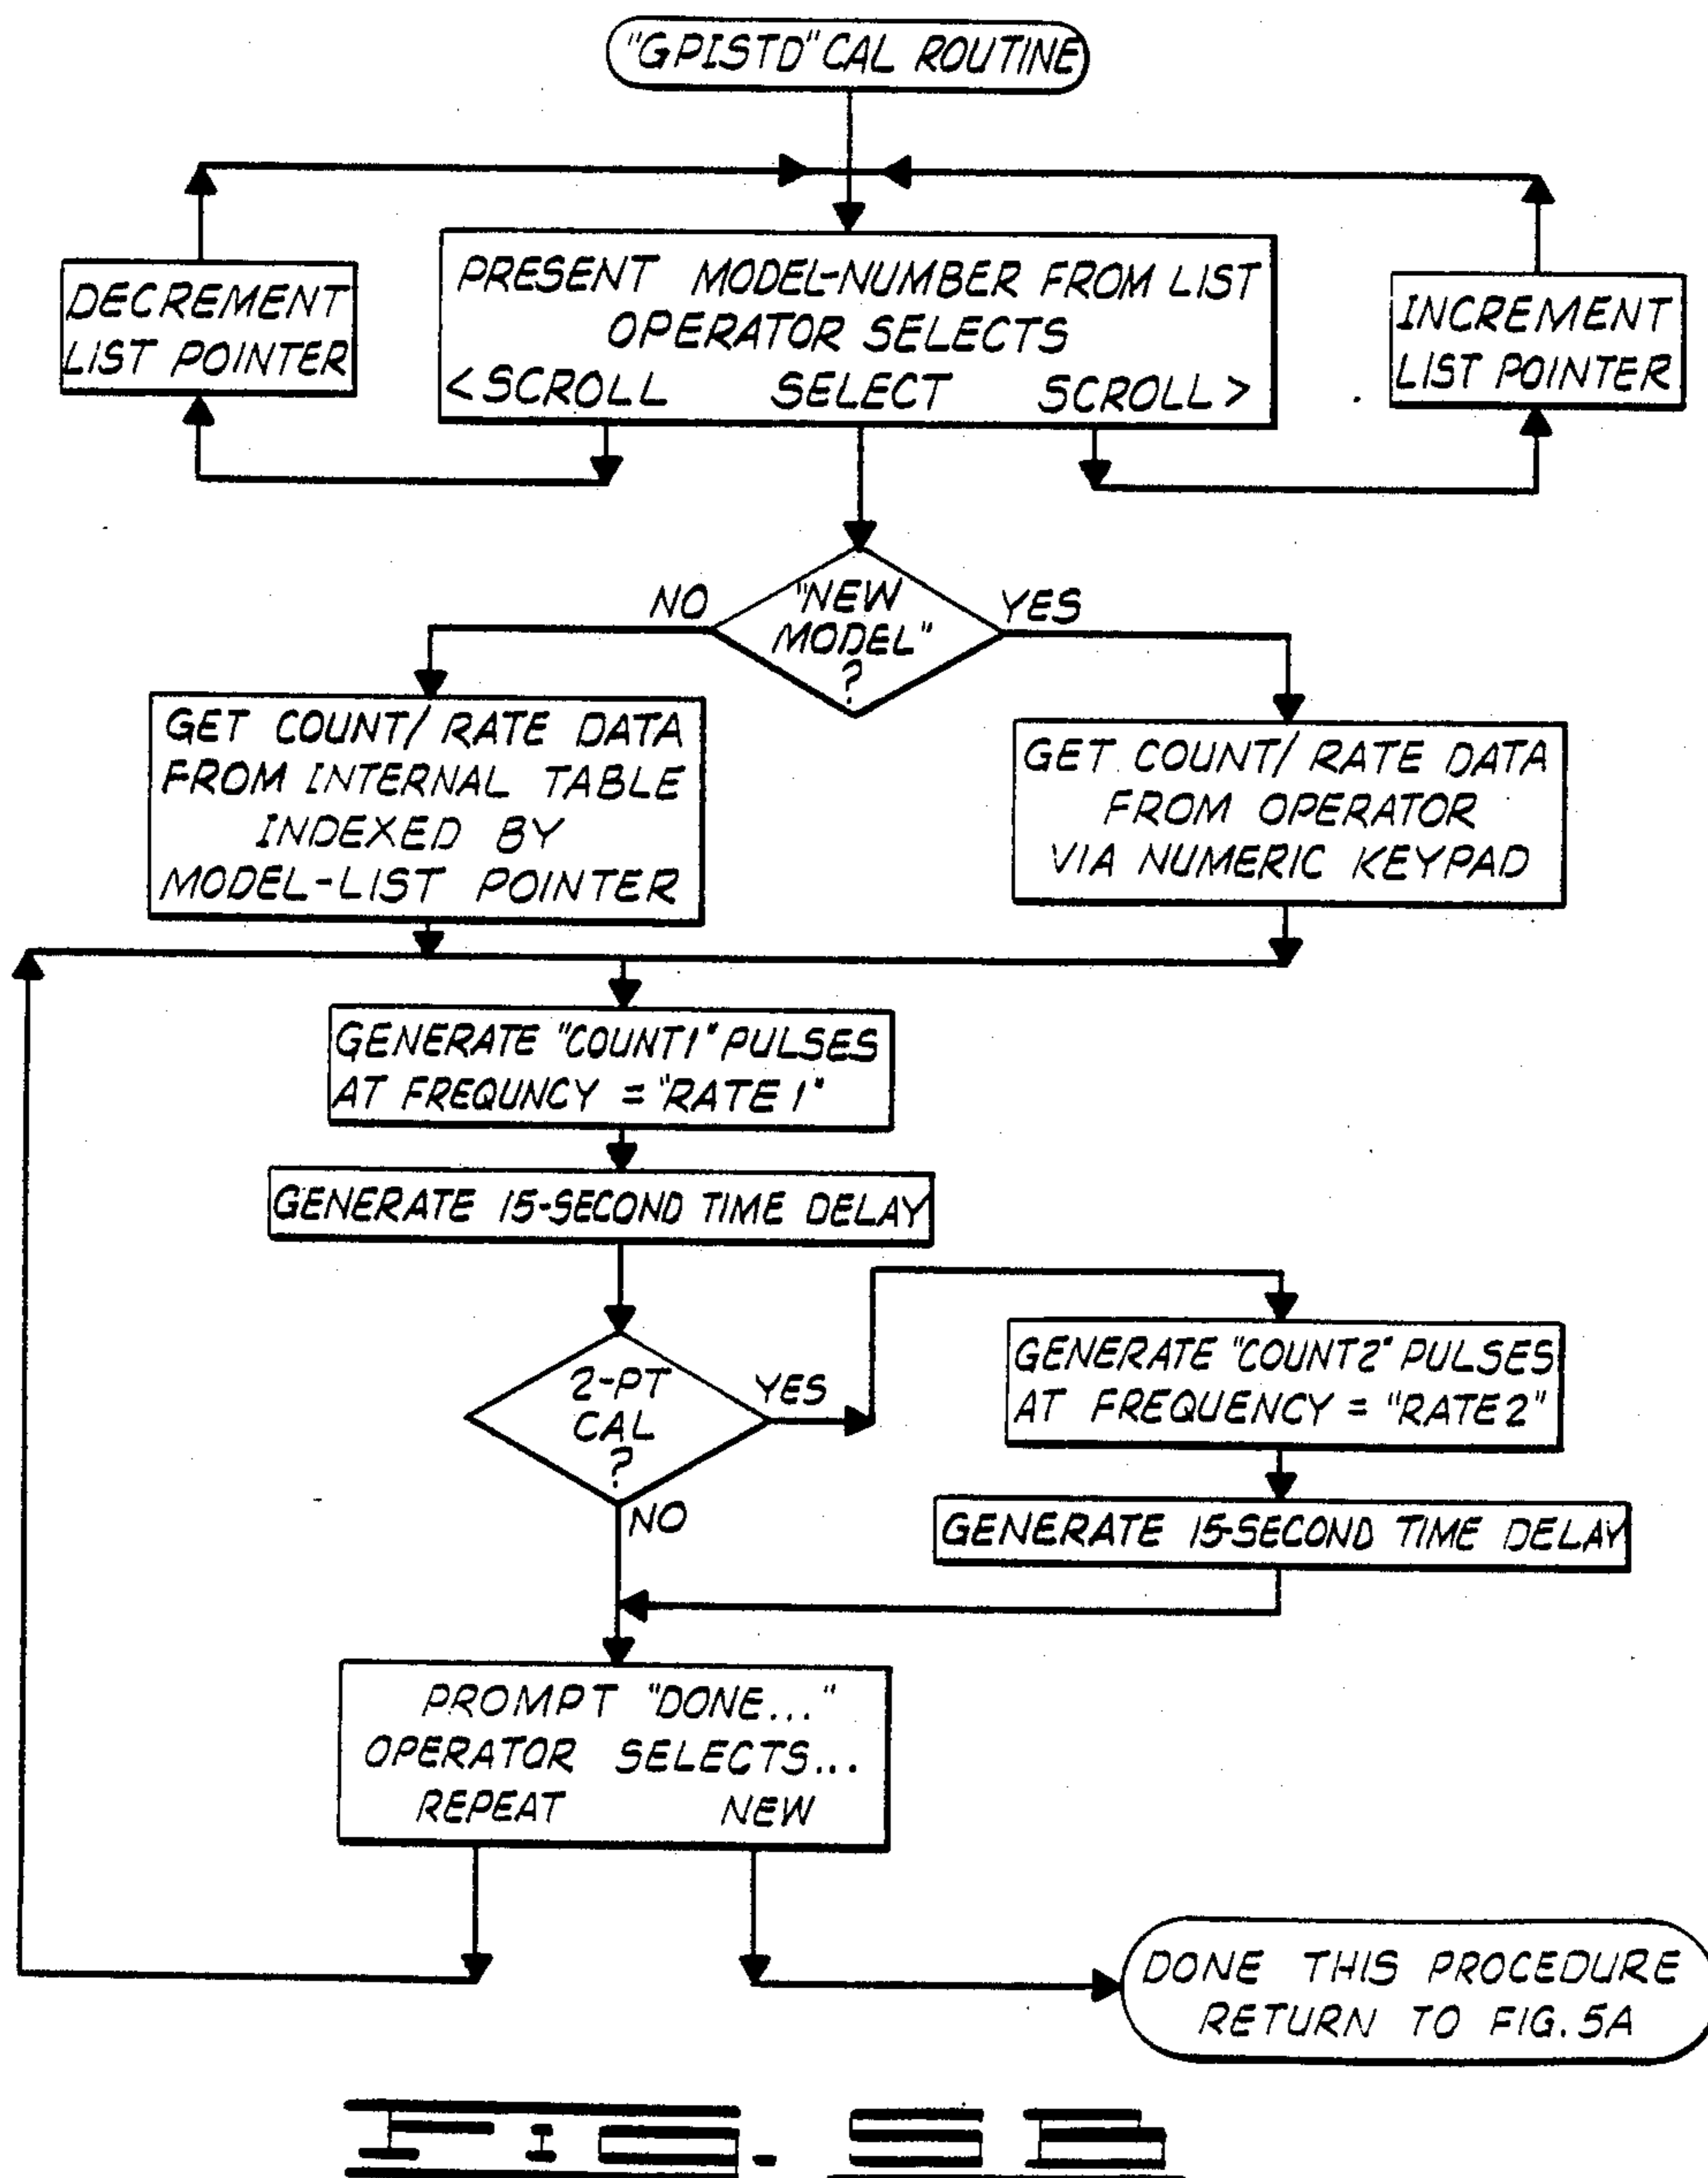 "GPISTD" CAL ROUTINE
DECREMENT
LIST POINTER
PRESENT MODEL-NUMBER FROM LIST
OPERATOR SELECTS
<SCROLL SELECT SCROLL>
INCREMENT
LIST POINTER
"NEW
MODEL"
?
NO
YES
GET COUNT/RATE DATA
FROM INTERNAL TABLE
INDEXED BY
MODEL-LIST POINTER
GET COUNT/RATE DATA
FROM OPERATOR
VIA NUMERIC KEYPAD
GENERATE "COUNT1" PULSES
AT FREQUNCY = "RATE 1"
GENERATE 15-SECOND TIME DELAY
2-PT
CAL
?
YES
NO
GENERATE "COUNT2" PULSES
AT FREQUENCY = "RATE2"
GENERATE 15-SECOND TIME DELAY
PROMPT "DONE..."
OPERATOR SELECTS...
REPEAT NEW
DONE THIS PROCEDURE
RETURN TO FIG. 5A